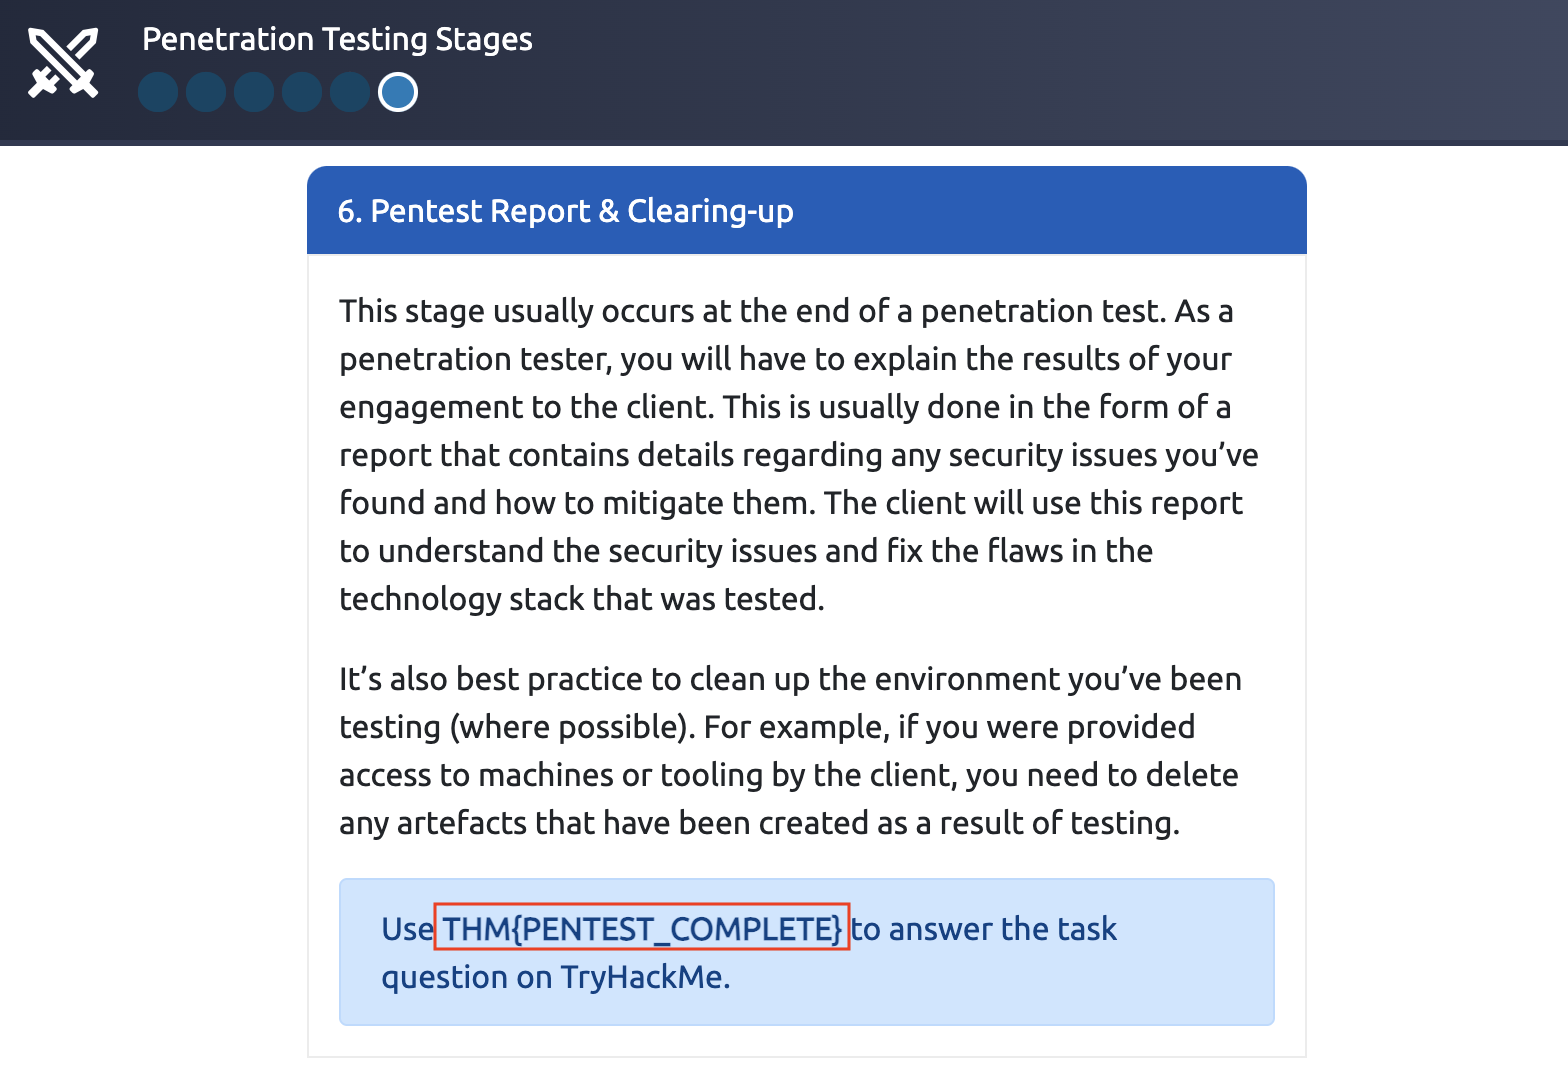 Penetration Testing Stages
6. Pentest Report & Clearing-up
This stage usually occurs at the end of a penetration test. As a
penetration tester, you will have to explain the results of your
engagement to the client. This is usually done in the form of a
report that contains details regarding any security issues you’ve
found and how to mitigate them. The client will use this report
to understand the security issues and fix the flaws in the
technology stack that was tested.
It’s also best practice to clean up the environment you’ve been
testing (where possible). For example, if you were provided
access to machines or tooling by the client, you need to delete
any artefacts that have been created as a result of testing.
Use THM{PENTEST_COMPLETE} to answer the task
question on TryHackMe.